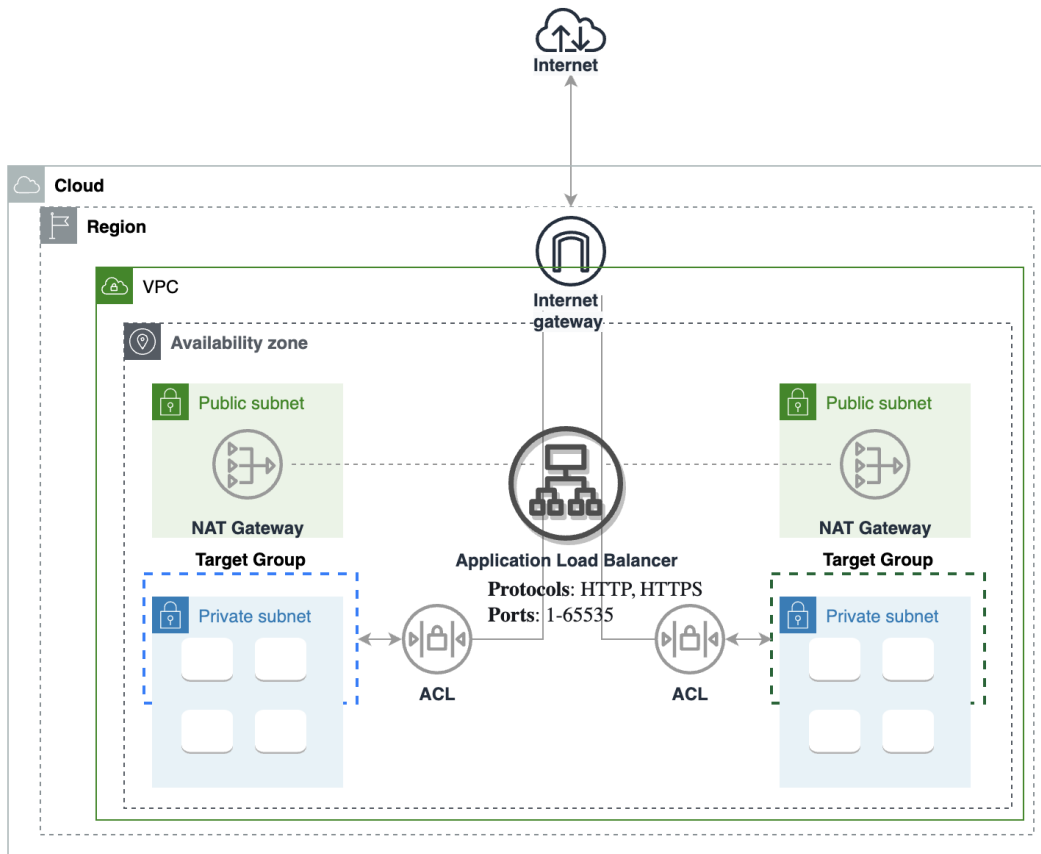 Internet
Cloud
Region
VPC
Internet
gateway
Availability zone
Public subnet
Public subnet
NAT Gateway
NAT Gateway
Target Group
Application Load Balancer
Target Group
Protocols: HTTP, HTTPS
Ports: 1-65535
Private subnet
Private subnet
ACL
ACL